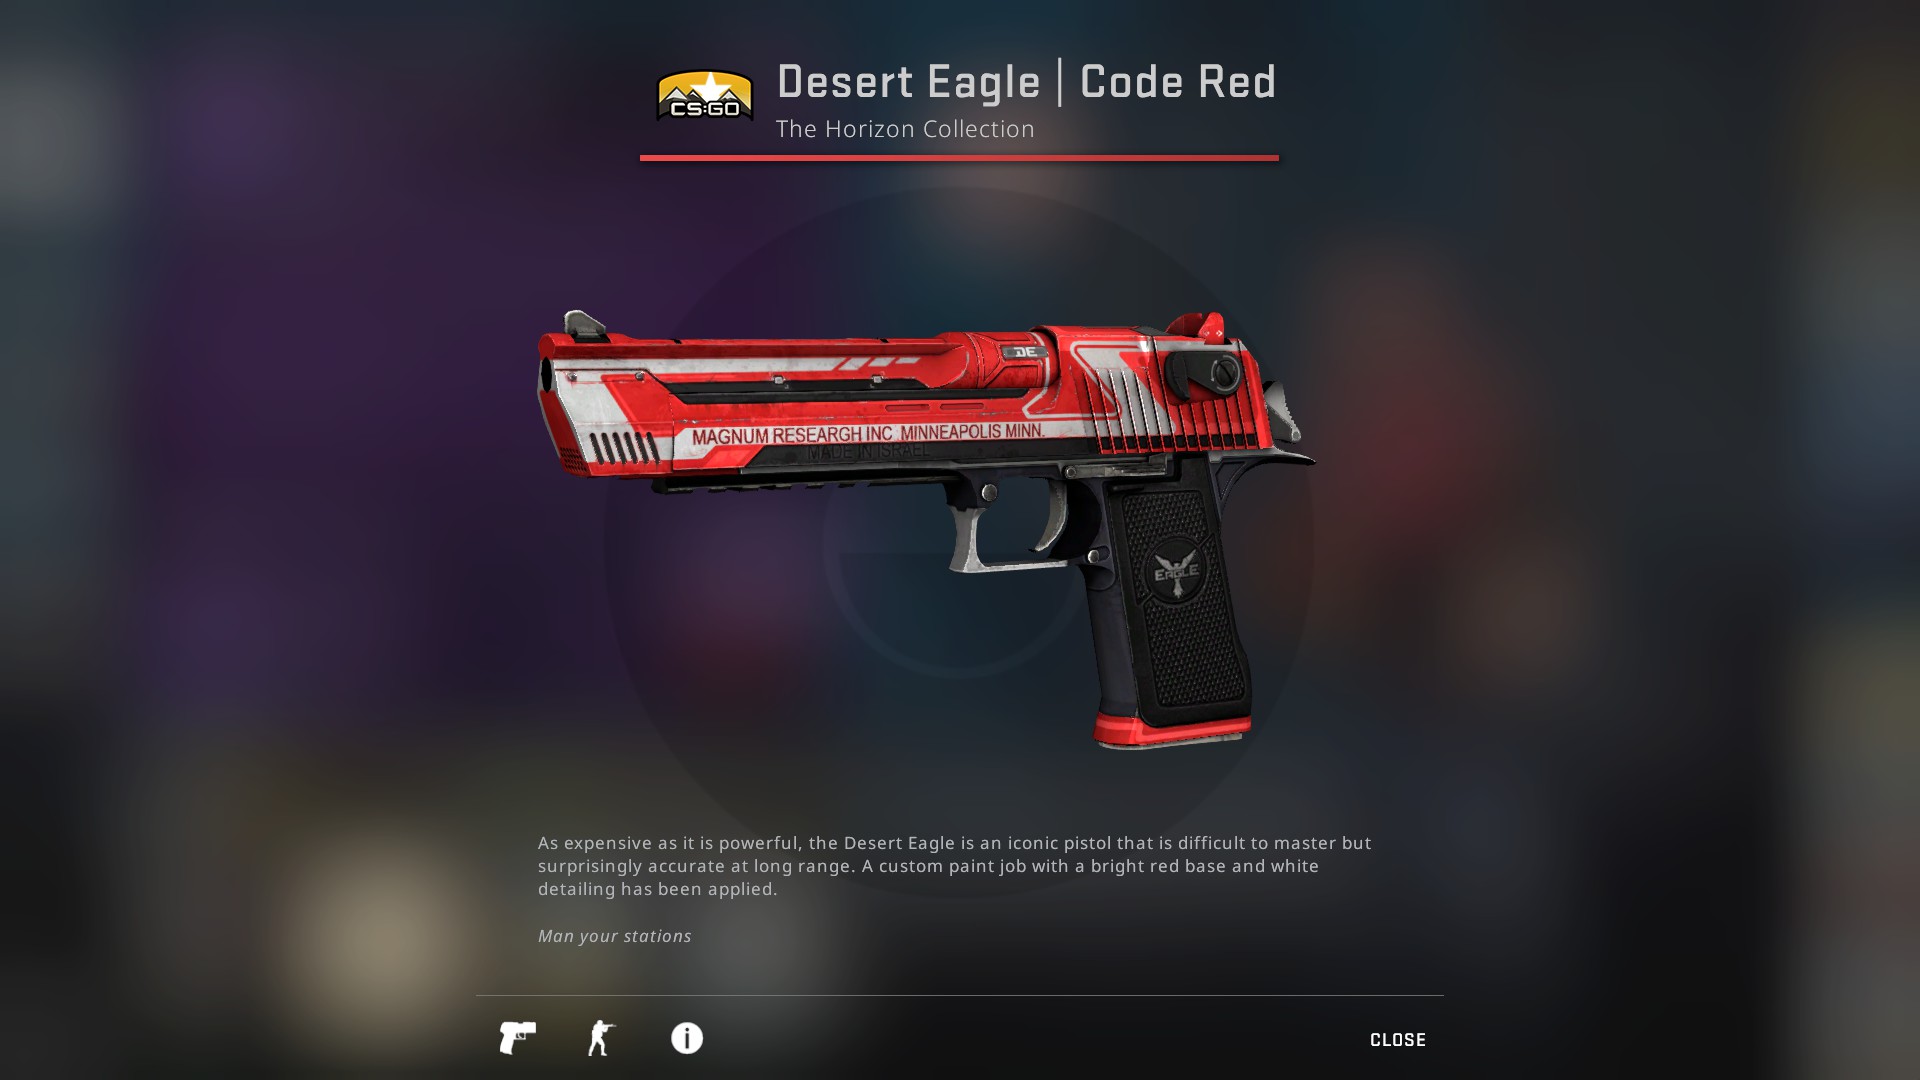 CS:GO
Desert Eagle | Code Red
The Horizon Collection
DE
MAGNUM RESEARGH INC MINNEAPOLIS MINN.
MADE IN ISRAEL
EAGLE
As expensive as it is powerful, the Desert Eagle is an iconic pistol that is difficult to master but
surprisingly accurate at long range. A custom paint job with a bright red base and white
detailing has been applied.
Man your stations
CLOSE